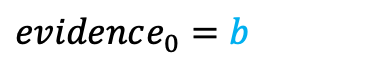 evidence₀ = b